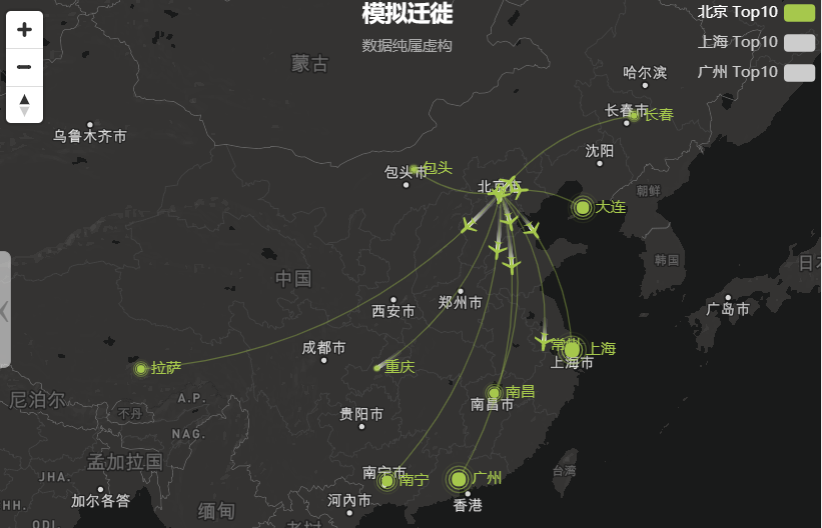 模拟迁徙
数据纯属虚构
北京 Top10
上海 Top10
广州 Top10
蒙古
哈尔滨
乌鲁木齐市
长春市
长春
沈阳
包头市
包头
北京市
朝鲜
大连
韩国
日本
中国
郑州市
西安市
广岛市
成都市
常州
上海
上海市
拉萨
重庆
尼泊尔
不丹
A.P.
南昌
南昌市
贵阳市
NAG.
孟加拉国
JHA.
南宁市
南宁
广州
台湾
加尔各答
河內市
香港
HH.
缅甸